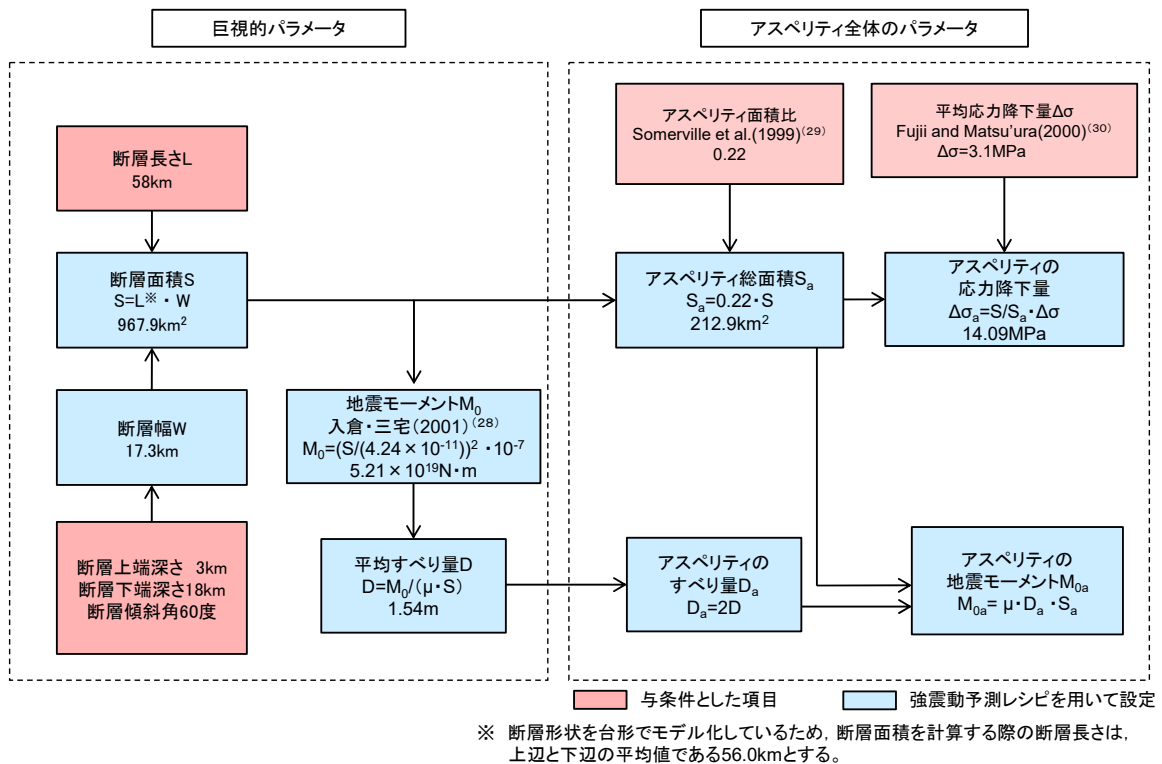 巨視的パラメータ
アスペリティ全体のパラメータ
断層長さL
58km
断層面積S
S=L※・W
967.9km²
断層幅W
17.3km
断層上端深さ 3km
断層下端深さ18km
断層傾斜角60度
地震モーメントM₀
入倉・三宅(2001)⁽²⁸⁾
M₀=(S/(4.24×10⁻¹¹))²・10⁻⁷
5.21×10¹⁹N・m
平均すべり量D
D=M₀/(μ・S)
1.54m
アスペリティ面積比
Somerville et al.(1999)⁽²⁹⁾
0.22
平均応力降下量Δσ
Fujii and Matsu'ura(2000)⁽³⁰⁾
Δσ=3.1MPa
アスペリティ総面積Sₐ
Sₐ=0.22・S
212.9km²
アスペリティの
応力降下量
Δσₐ=S/Sₐ・Δσ
14.09MPa
アスペリティの
すべり量Dₐ
Dₐ=2D
アスペリティの
地震モーメントM₀ₐ
M₀ₐ= μ・Dₐ・Sₐ
与条件とした項目
強震動予測レシピを用いて設定
※ 断層形状を台形でモデル化しているため,断層面積を計算する際の断層長さは,
上辺と下辺の平均値である56.0kmとする。